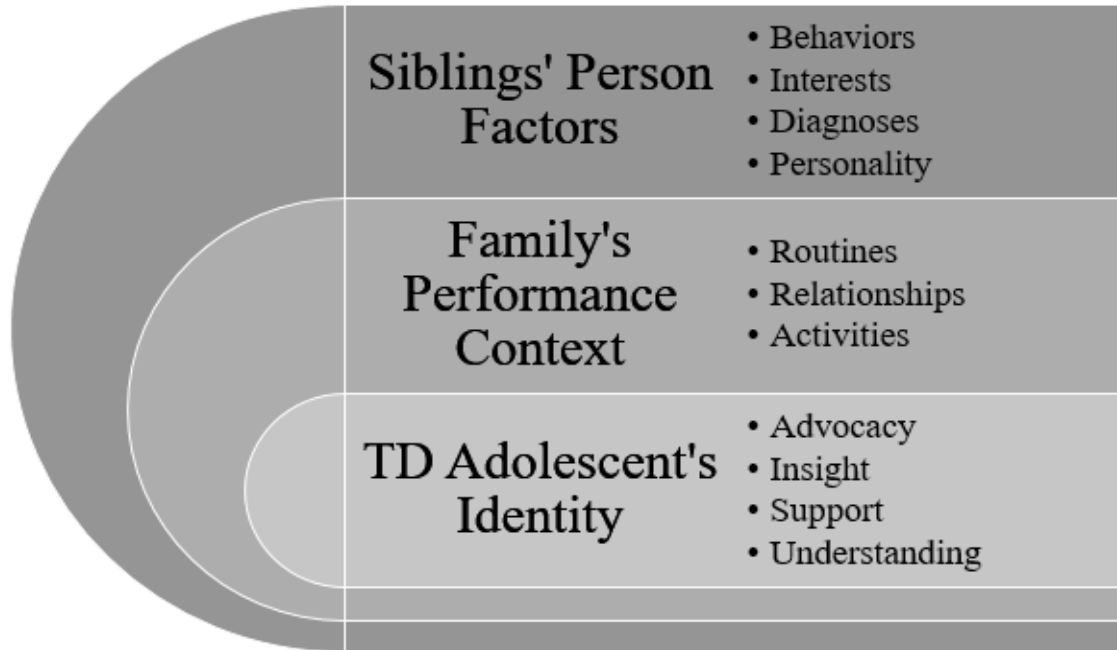 Siblings' Person
Factors
• Behaviors
• Interests
• Diagnoses
• Personality
Family's
Performance
Context
• Routines
• Relationships
• Activities
TD Adolescent's
Identity
• Advocacy
• Insight
• Support
• Understanding